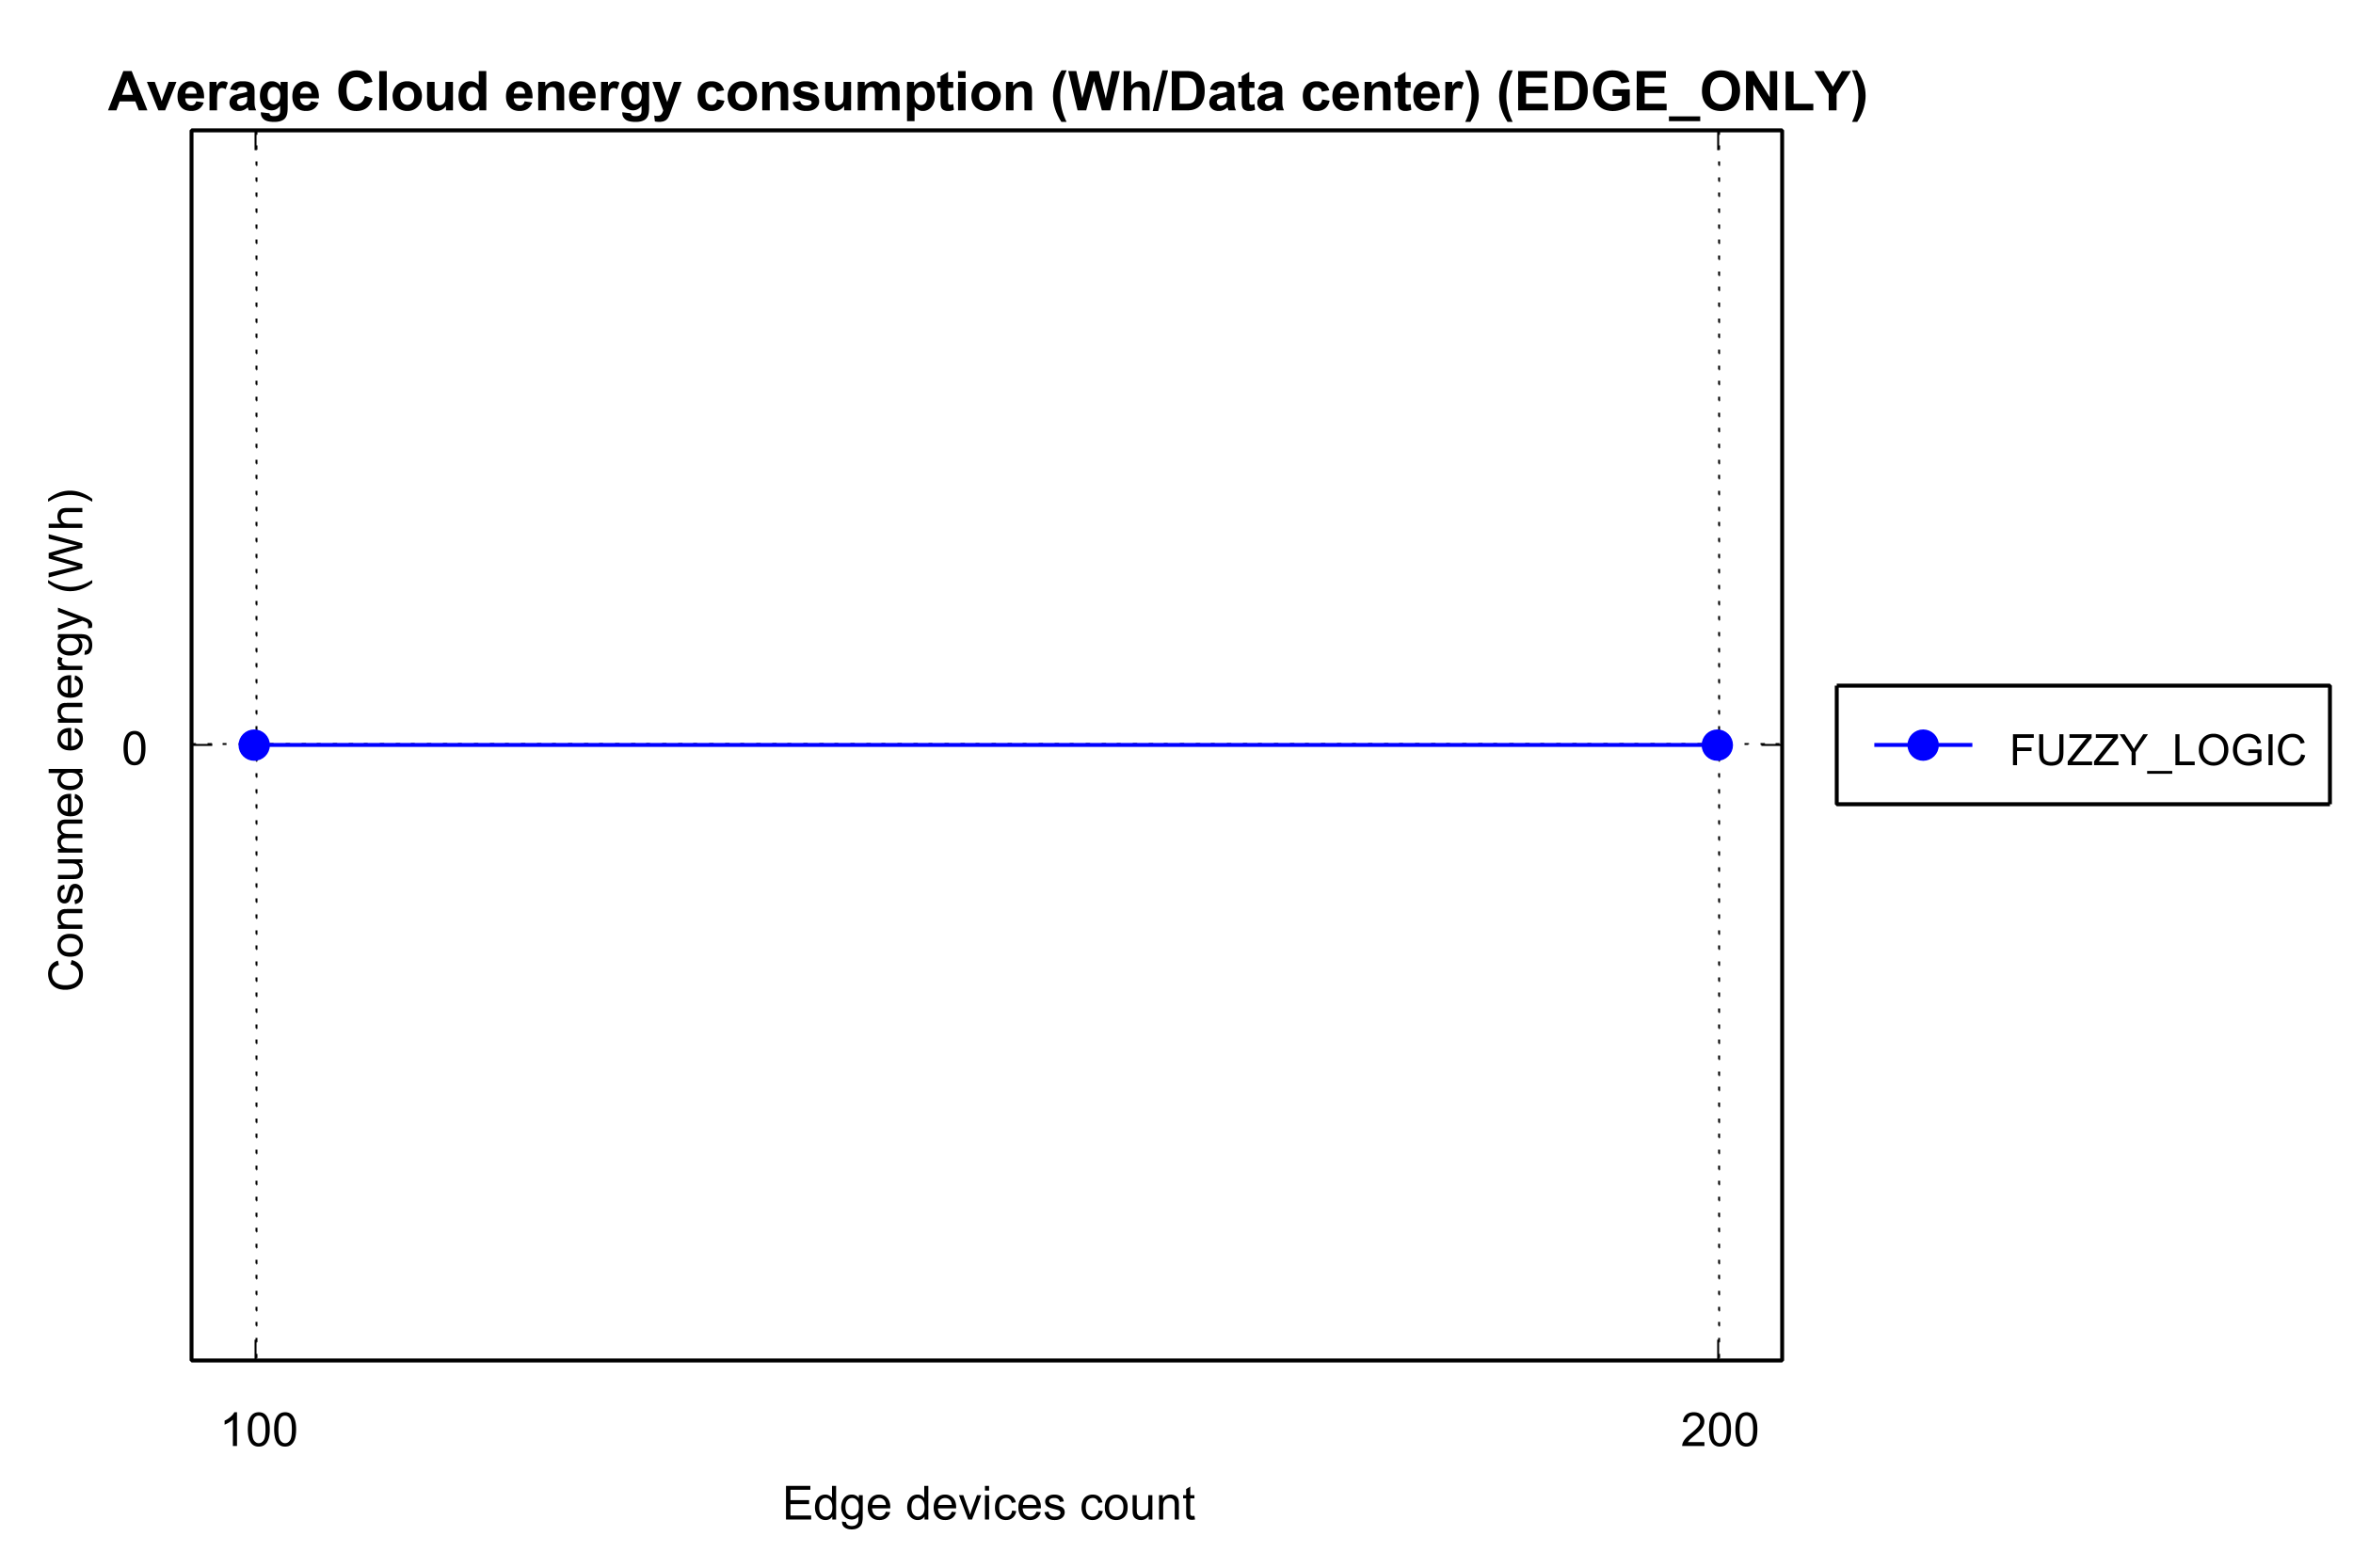 Average Cloud energy consumption (Wh/Data center) (EDGE_ONLY)
Consumed energy (Wh)
0
FUZZY_LOGIC
100
200
Edge devices count